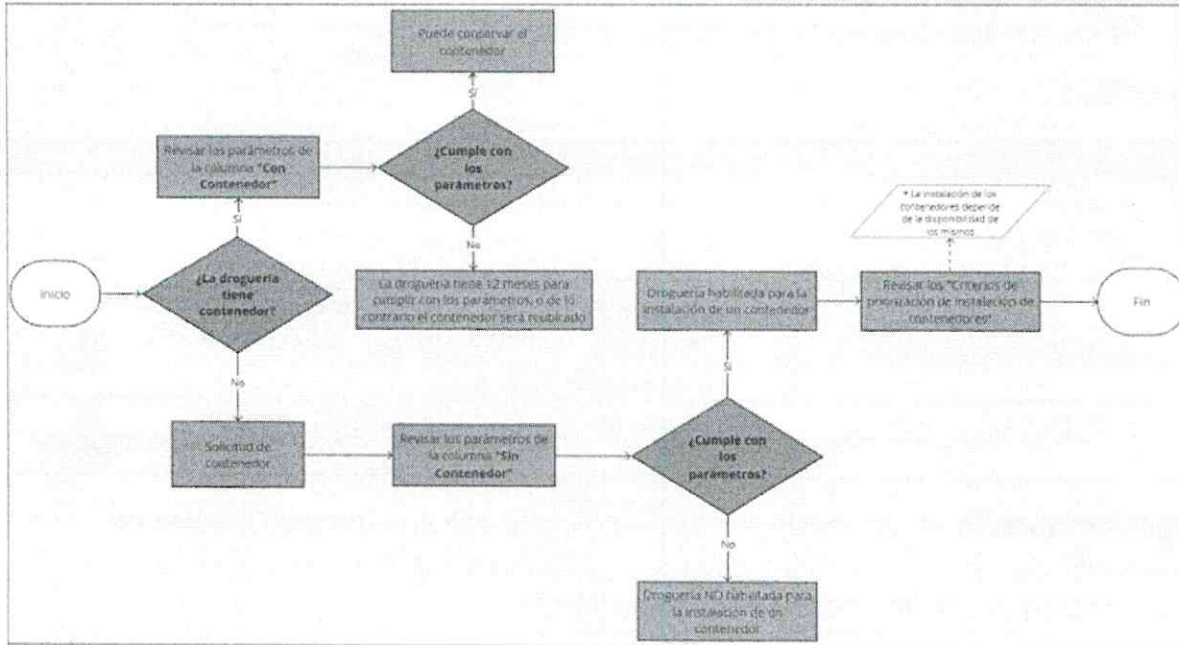 Puede conservar el
contenedor
Sí
Revisar los parámetros de
la columna "Con
Contenedor"
¿Cumple con
los
parámetros?
Sí
No
Inicio
¿La droguería
tiene
contenedor?
La droguería tiene 12 meses para
cumplir con los parámetros, o de lo
contrario el contenedor será reubicado
Droguería habilitada para la
instalación de un contenedor
* La instalación de los
contenedores depende
de la disponibilidad de
los mismos
Revisar los "Criterios de
priorización de instalación de
contenedores"
Fin
No
Sí
Solicitud de
contenedor
Revisar los parámetros de
la columna "Sin
Contenedor"
¿Cumple con
los
parámetros?
No
Droguería NO habilitada para
la instalación de un
contenedor